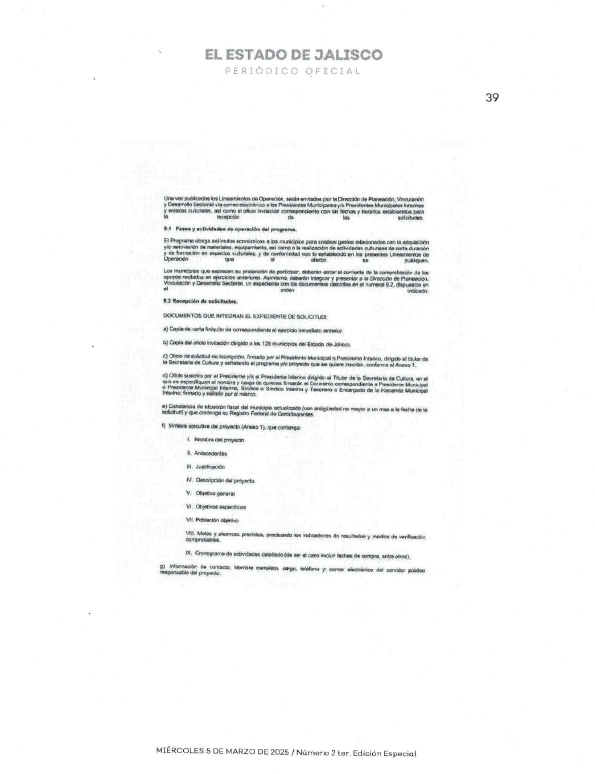 EL ESTADO DE JALISCO
PERIÓDICO OFICIAL
39
Una vez publicados los Lineamientos de Operación, serán enviados por la Dirección de Planeación, Vinculación
y Desarrollo Sectorial vía correo electrónico a los Presidentes Municipales y/o Presidentes Municipales Interinos
y enlaces culturales, así como el oficio invitación correspondiente con las fechas y horarios establecidos para
la recepción de las solicitudes.
9.1 Fases y actividades de operación del programa.
El Programa otorga estímulos económicos a los municipios para costear gastos relacionados con la adquisición
y/o renovación de materiales, equipamiento, así como a la realización de actividades culturales de corta duración
y de formación en espacios culturales, y de conformidad con lo establecido en los presentes Lineamientos de
Operación que al efecto se publiquen.
Los municipios que expresen su pretensión de participar, deberán estar al corriente de la comprobación de los
apoyos recibidos en ejercicios anteriores. Asimismo, deberán integrar y presentar a la Dirección de Planeación,
Vinculación y Desarrollo Sectorial, un expediente con los documentos descritos en el numeral 9.2, dispuestos en
el orden indicado.
9.2 Recepción de solicitudes.
DOCUMENTOS QUE INTEGRAN EL EXPEDIENTE DE SOLICITUD:
a) Copia de carta finiquito de correspondiente al ejercicio inmediato anterior.
b) Copia del oficio invitación dirigido a los 125 municipios del Estado de Jalisco.
c) Oficio de solicitud de inscripción, firmado por el Presidente Municipal o Presidente Interino, dirigido al titular de
la Secretaría de Cultura y señalando el programa y/o proyecto que se quiere inscribir, conforme el Anexo 1.
d) Oficio suscrito por el Presidente y/o el Presidente Interino dirigido al Titular de la Secretaría de Cultura, en el
que se especifiquen el nombre y cargo de quienes firmarán el Convenio correspondiente: Presidente Municipal
o Presidente Municipal Interino, Síndico o Síndico Interino y Tesorero o Encargado de la Hacienda Municipal
Interino; firmado y sellado por el mismo.
e) Constancia de situación fiscal del municipio actualizada (con antigüedad no mayor a un mes a la fecha de la
solicitud) y que contenga su Registro Federal de Contribuyentes.
f) Síntesis ejecutiva del proyecto (Anexo 1), que contenga:
I. Nombre del proyecto
II. Antecedentes
III. Justificación
IV. Descripción del proyecto
V. Objetivo general
VI. Objetivos específicos
VII. Población objetivo
VIII. Metas y alcances previstos, precisando los indicadores de resultados y medios de verificación
comprobables.
IX. Cronograma de actividades detallado (de ser el caso incluir fechas de compra, entre otros).
g) Información de contacto. Nombre completo, cargo, teléfono y correo electrónico del servidor público
responsable del proyecto.
MIÉRCOLES 5 DE MARZO DE 2025 / Número 2 ter. Edición Especial